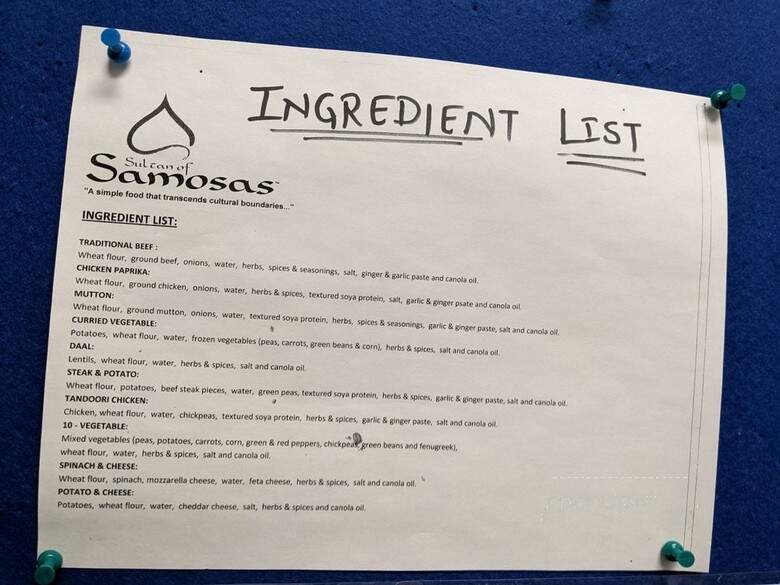 INGREDIENT LIST
Sultan of
Samosas™
"A simple food that transcends cultural boundaries..."
INGREDIENT LIST:
TRADITIONAL BEEF :
Wheat flour, ground beef, onions, water, herbs, spices & seasonings, salt, ginger & garlic paste and canola oil.
CHICKEN PAPRIKA:
Wheat flour, ground chicken, onions, water, herbs & spices, textured soya protein, salt, garlic & ginger psate and canola oil.
MUTTON:
Wheat flour, ground mutton, onions, water, textured soya protein, herbs, spices & seasonings, garlic & ginger paste, salt and canola oil.
CURRIED VEGETABLE:
Potatoes, wheat flour, water, frozen vegetables (peas, carrots, green beans & corn), herbs & spices, salt and canola oil.
DAAL:
Lentils, wheat flour, water, herbs & spices, salt and canola oil.
STEAK & POTATO:
Wheat flour, potatoes, beef steak pieces, water, green peas, textured soya protein, herbs & spices, garlic & ginger paste, salt and canola oil.
TANDOORI CHICKEN:
Chicken, wheat flour, water, chickpeas, textured soya protein, herbs & spices, garlic & ginger paste, salt and canola oil.
10 - VEGETABLE:
Mixed vegetables (peas, potatoes, carrots, corn, green & red peppers, chickpeas, green beans and fenugreek),
wheat flour, water, herbs & spices, salt and canola oil.
SPINACH & CHEESE:
Wheat flour, spinach, mozzarella cheese, water, feta cheese, herbs & spices, salt and canola oil.
POTATO & CHEESE:
Potatoes, wheat flour, water, cheddar cheese, salt, herbs & spices and canola oil.